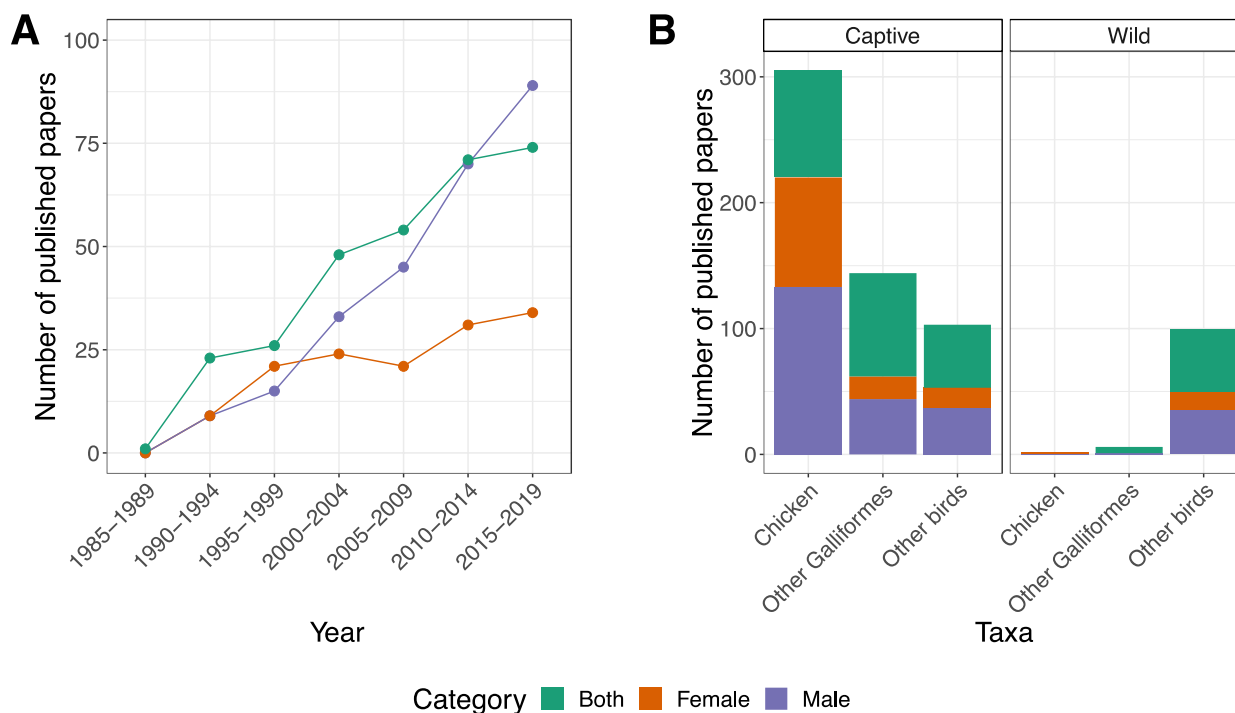 A
Number of published papers
100
75
50
25
0
1985–1989
1990–1994
1995–1999
2000–2004
2005–2009
2010–2014
2015–2019
Year
B
Captive
Wild
Number of published papers
300
200
100
0
Chicken
Other Galliformes
Other birds
Chicken
Other Galliformes
Other birds
Taxa
Category Both Female Male